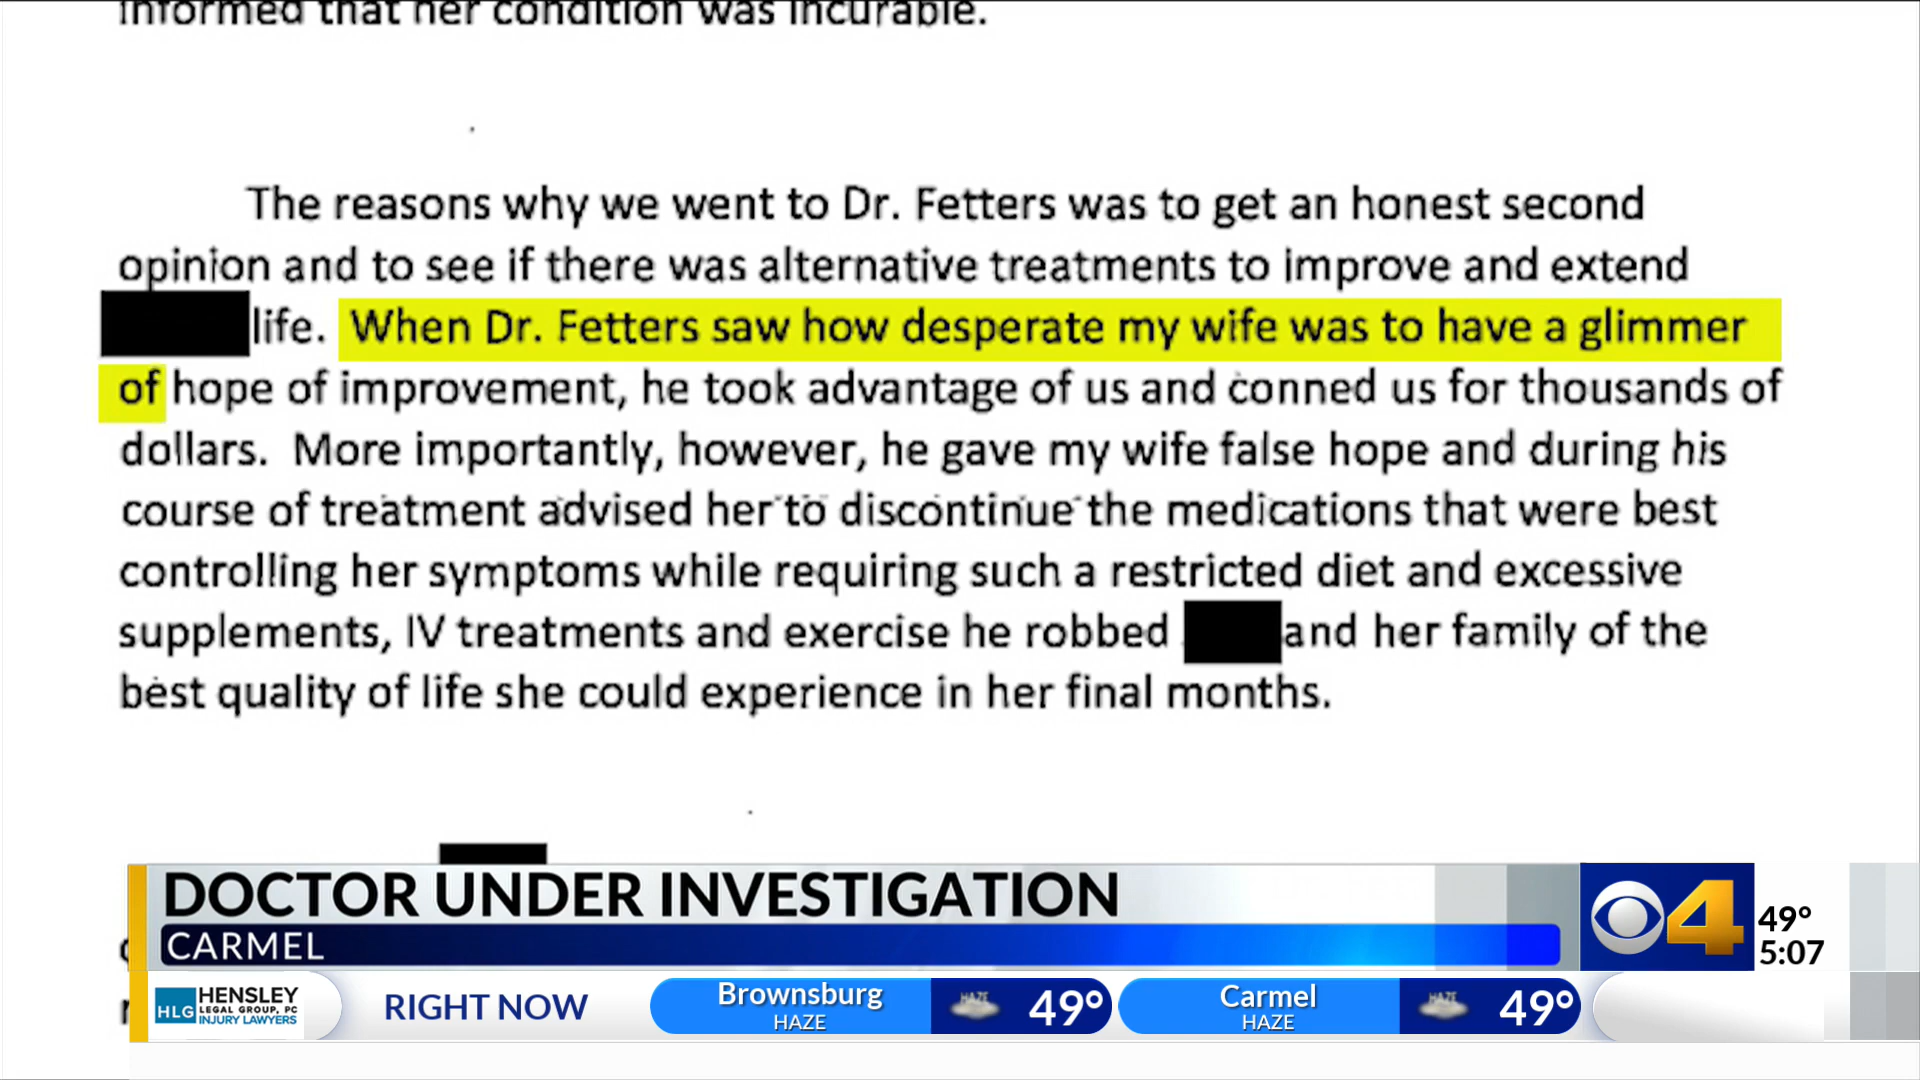 informed that her condition was incurable.
The reasons why we went to Dr. Fetters was to get an honest second
opinion and to see if there was alternative treatments to improve and extend
life. When Dr. Fetters saw how desperate my wife was to have a glimmer
of hope of improvement, he took advantage of us and conned us for thousands of
dollars. More importantly, however, he gave my wife false hope and during his
course of treatment advised her to discontinue the medications that were best
controlling her symptoms while requiring such a restricted diet and excessive
supplements, IV treatments and exercise he robbed and her family of the
best quality of life she could experience in her final months.
DOCTOR UNDER INVESTIGATION
CARMEL
4
49°
5:07
HLG HENSLEY
LEGAL GROUP, PC
INJURY LAWYERS
RIGHT NOW
Brownsburg
HAZE
HAZE
49°
Carmel
HAZE
HAZE
49°